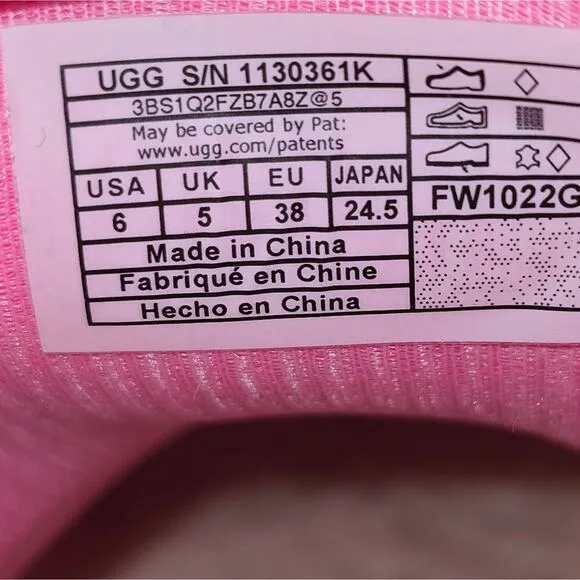 UGG S/N 1130361K
3BS1Q2FZB7A8Z@5
May be covered by Pat:
www.ugg.com/patents
USA UK EU JAPAN
6 5 38 24.5
Made in China
Fabriqué en Chine
Hecho en China
FW1022G